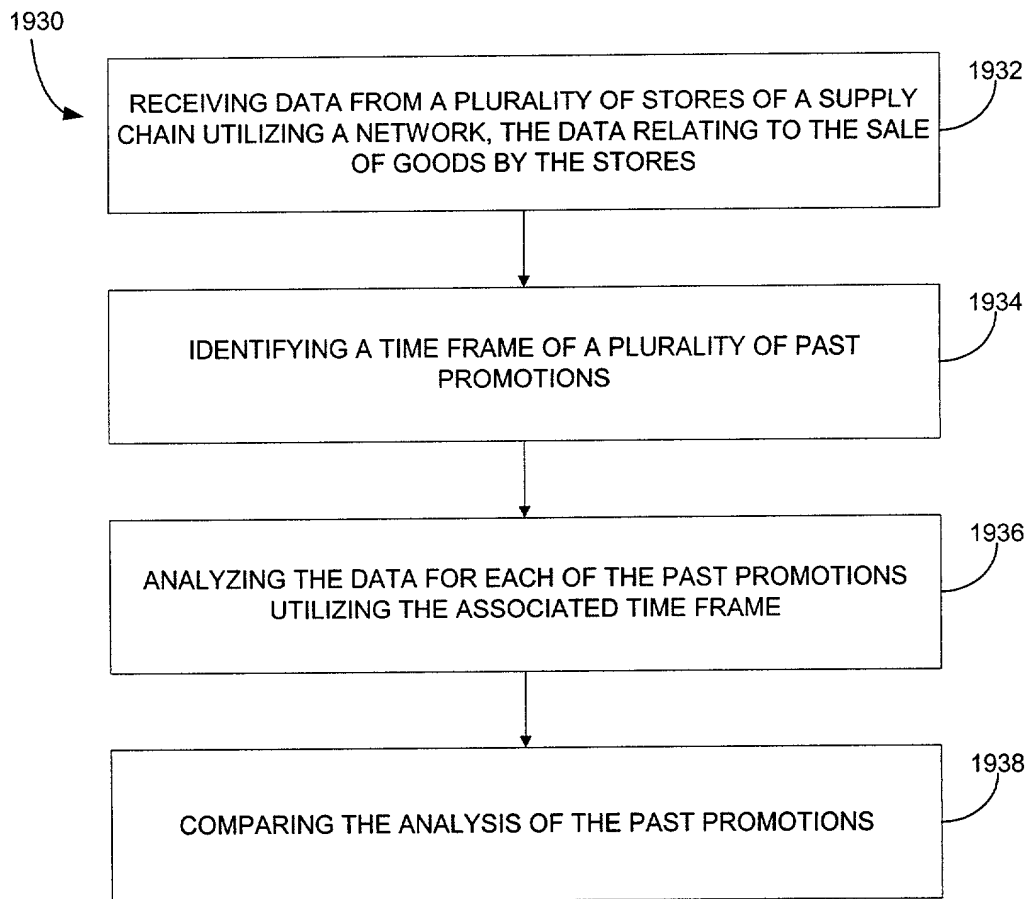 1930
1932
RECEIVING DATA FROM A PLURALITY OF STORES OF A SUPPLY
CHAIN UTILIZING A NETWORK, THE DATA RELATING TO THE SALE
OF GOODS BY THE STORES
1934
IDENTIFYING A TIME FRAME OF A PLURALITY OF PAST
PROMOTIONS
1936
ANALYZING THE DATA FOR EACH OF THE PAST PROMOTIONS
UTILIZING THE ASSOCIATED TIME FRAME
1938
COMPARING THE ANALYSIS OF THE PAST PROMOTIONS